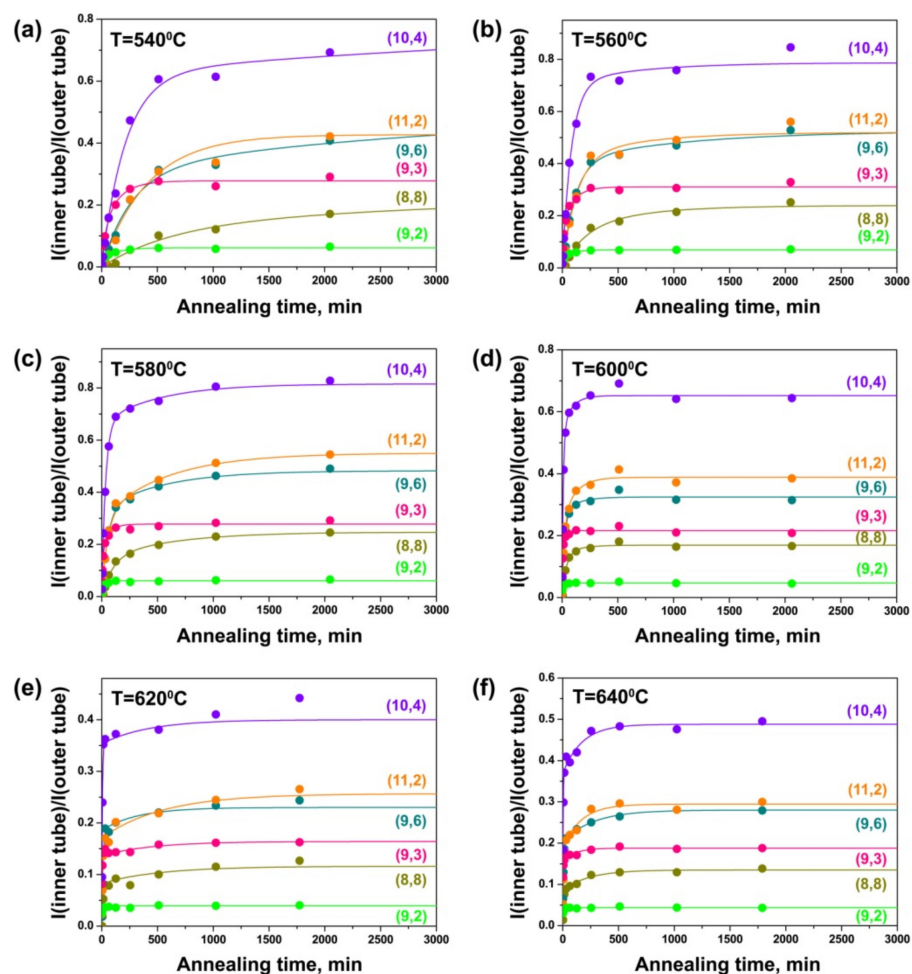 (a)
T=540⁰C
I(inner tube)/I(outer tube)
0.8
0.6
0.4
0.2
0.0
(10,4)
(11,2)
(9,6)
(9,3)
(8,8)
(9,2)
0 500 1000 1500 2000 2500 3000
Annealing time, min
(b)
T=560⁰C
I(inner tube)/I(outer tube)
0.8
0.6
0.4
0.2
0.0
(10,4)
(11,2)
(9,6)
(9,3)
(8,8)
(9,2)
0 500 1000 1500 2000 2500 3000
Annealing time, min
(c)
T=580⁰C
I(inner tube)/I(outer tube)
0.8
0.6
0.4
0.2
0.0
(10,4)
(11,2)
(9,6)
(9,3)
(8,8)
(9,2)
0 500 1000 1500 2000 2500 3000
Annealing time, min
(d)
T=600⁰C
I(inner tube)/I(outer tube)
0.8
0.6
0.4
0.2
0.0
(10,4)
(11,2)
(9,6)
(9,3)
(8,8)
(9,2)
0 500 1000 1500 2000 2500 3000
Annealing time, min
(e)
T=620⁰C
I(inner tube)/I(outer tube)
0.4
0.3
0.2
0.1
0.0
(10,4)
(11,2)
(9,6)
(9,3)
(8,8)
(9,2)
0 500 1000 1500 2000 2500 3000
Annealing time, min
(f)
T=640⁰C
I(inner tube)/I(outer tube)
0.6
0.5
0.4
0.3
0.2
0.1
0.0
(10,4)
(11,2)
(9,6)
(9,3)
(8,8)
(9,2)
0 500 1000 1500 2000 2500 3000
Annealing time, min